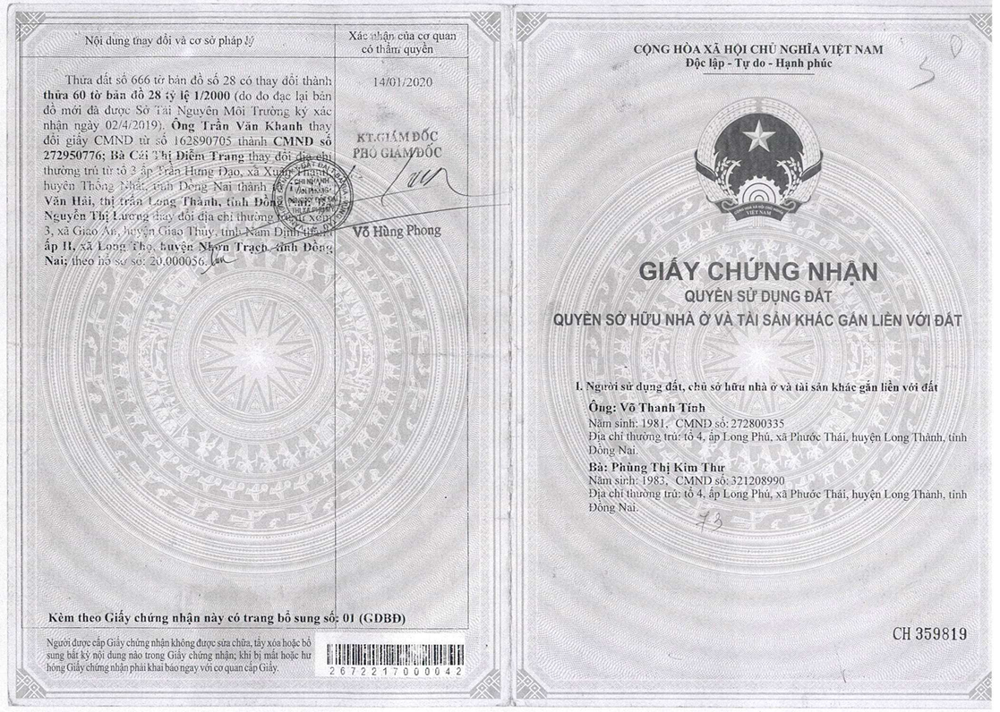 Nội dung thay đổi và cơ sở pháp lý
Xác nhận của cơ quan
có thẩm quyền
Thửa đất số 666 tờ bản đồ số 28 có thay đổi thành
thửa 60 tờ bản đồ 28 tỷ lệ 1/2000 (do đo đạc lại bản
đồ mới đã được Sở Tài Nguyên Môi Trường ký xác
nhận ngày 02/4/2019). Ông Trần Văn Khanh thay
đổi giấy CMND từ số 162890705 thành CMND số
272950776; Bà Cái Thị Diễm Trang thay đổi địa chỉ
thường trú từ tổ 3 ấp Trần Hưng Đạo, xã Xuân
huyện Thống Nhất, tỉnh Đồng Nai thành
Văn Hải, thị trấn Long Thành, tỉnh Đồng Nai;
Nguyễn Thị Lương thay đổi địa chỉ thường xóm
3, xã Giao An, huyện Giao Thủy, tỉnh Nam Định
ấp II, xã Long Thọ, huyện Nhơn Trạch, tỉnh Đồng
Nai; theo hồ sơ số: 20.000056.
14/01/2020
KT.GIÁM ĐỐC
PHÓ GIÁM ĐỐC
CHI NHÁNH
VĂN PHÒNG
Võ Hùng Phong
Kèm theo Giấy chứng nhận này có trang bổ sung số: 01 (GDBĐ)
Người được cấp Giấy chứng nhận không được sửa chữa, tẩy xóa hoặc bổ
sung bất kỳ nội dung nào trong Giấy chứng nhận; khi bị mất hoặc hư
hỏng Giấy chứng nhận phải khai báo ngay với cơ quan cấp Giấy.
2672217000042
CỘNG HÒA XÃ HỘI CHỦ NGHĨA VIỆT NAM
Độc lập - Tự do - Hạnh phúc
VIỆT NAM
GIẤY CHỨNG NHẬN
QUYỀN SỬ DỤNG ĐẤT
QUYỀN SỞ HỮU NHÀ Ở VÀ TÀI SẢN KHÁC GẮN LIỀN VỚI ĐẤT
I. Người sử dụng đất, chủ sở hữu nhà ở và tài sản khác gắn liền với đất
Ông: Võ Thanh Tính
Năm sinh: 1981, CMND số: 272800335
Địa chỉ thường trú: tổ 4, ấp Long Phú, xã Phước Thái, huyện Long Thành, tỉnh
Đồng Nai.
Bà: Phùng Thị Kim Thư
Năm sinh: 1983, CMND số: 321208990
Địa chỉ thường trú: tổ 4, ấp Long Phú, xã Phước Thái, huyện Long Thành, tỉnh
Đồng Nai.
73
CH 359819